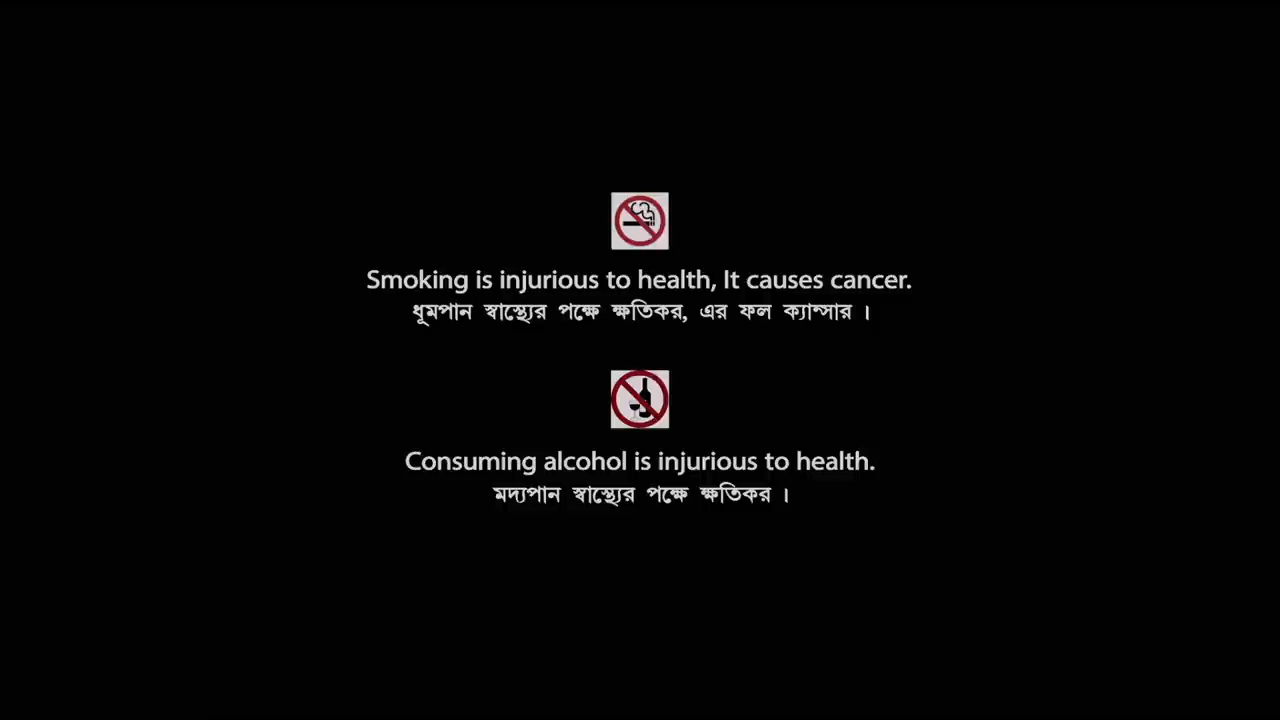 Smoking is injurious to health, It causes cancer.
ধূমপান স্বাস্থ্যের পক্ষে ক্ষতিকর, এর ফল ক্যান্সার ।
Consuming alcohol is injurious to health.
মদ্যপান স্বাস্থ্যের পক্ষে ক্ষতিকর ।